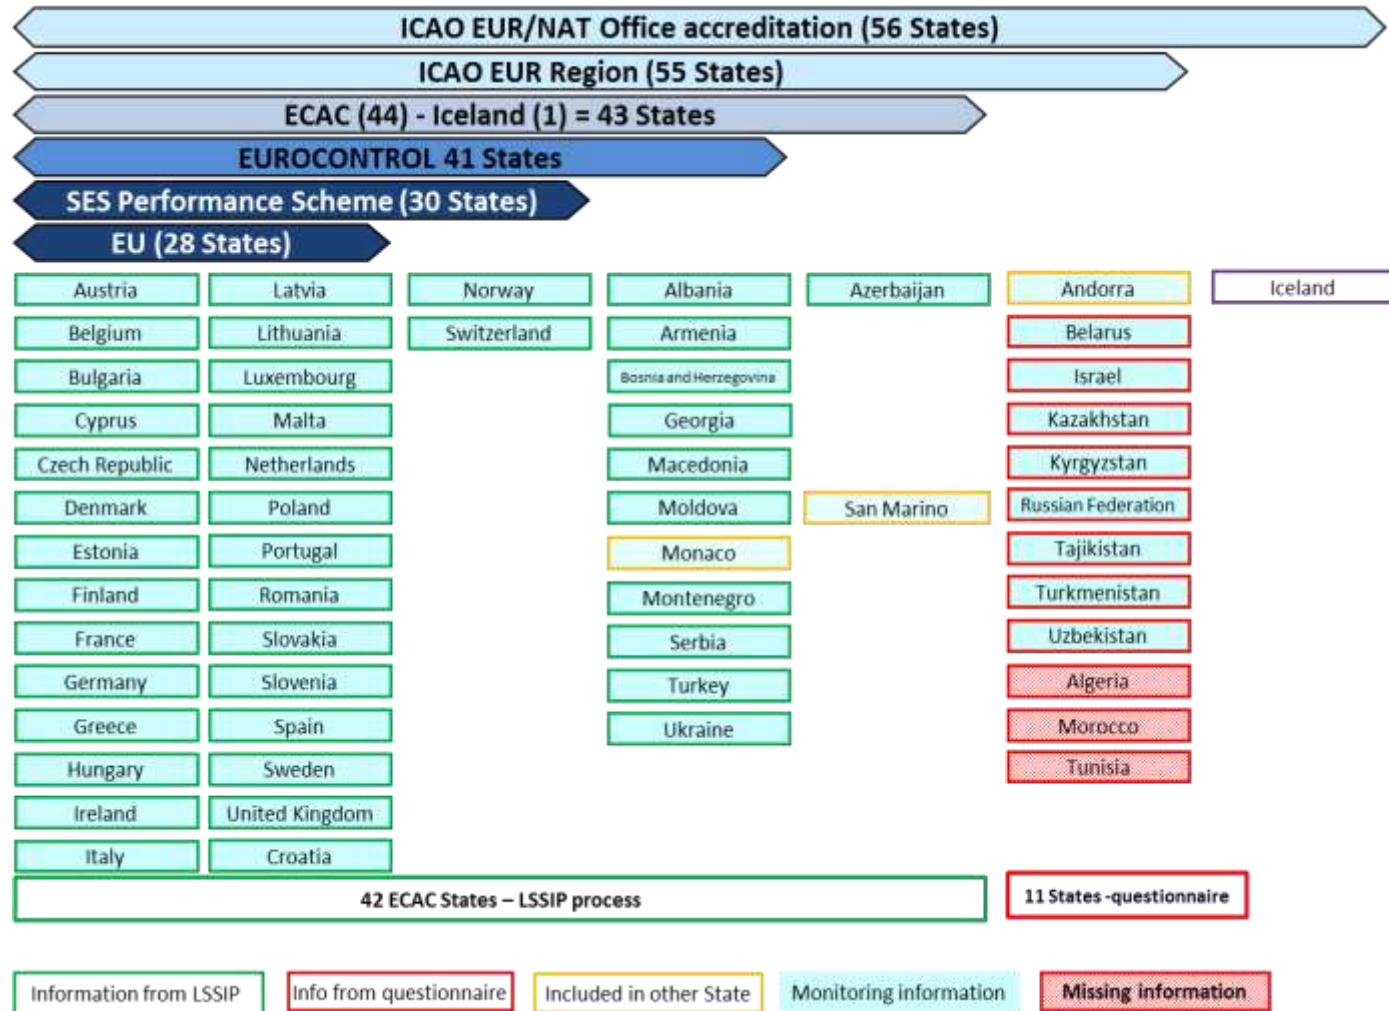 ICAO EUR/NAT Office accreditation (56 States)
ICAO EUR Region (55 States)
ECAC (44) - Iceland (1) = 43 States
EUROCONTROL 41 States
SES Performance Scheme (30 States)
EU (28 States)
Austria Latvia Norway Albania Azerbaijan Andorra Iceland
Belgium Lithuania Switzerland Armenia Belarus
Bulgaria Luxembourg Bosnia and Herzegovina Israel
Cyprus Malta Georgia Kazakhstan
Czech Republic Netherlands Macedonia Kyrgyzstan
Denmark Poland Moldova San Marino Russian Federation
Estonia Portugal Monaco Tajikistan
Finland Romania Montenegro Turkmenistan
France Slovakia Serbia Uzbekistan
Germany Slovenia Turkey Algeria
Greece Spain Ukraine Morocco
Hungary Sweden Tunisia
Ireland United Kingdom
Italy Croatia
42 ECAC States – LSSIP process 11 States -questionnaire
Information from LSSIP Info from questionnaire Included in other State Monitoring information Missing information